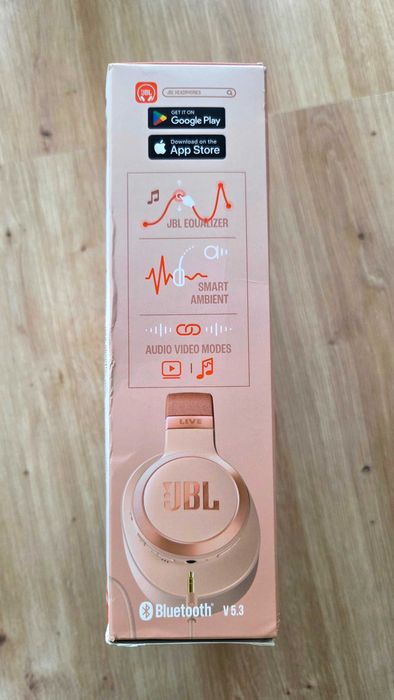 JBL
JBL HEADPHONES
GET IT ON
Google Play
Download on the
App Store
JBL EQUALIZER
SMART
AMBIENT
AUDIO VIDEO MODES
LIVE
JBL
Bluetooth® V 5.3